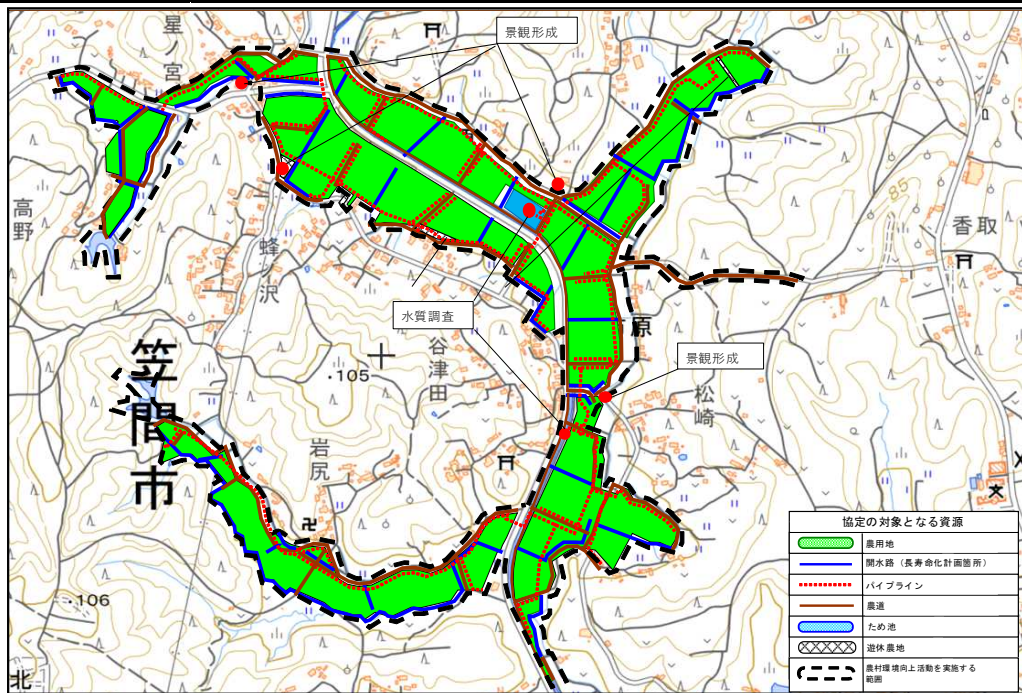 景観形成
星ノ宮
高野
蜂ノ沢
85
香取
水質調査
原
景観形成
笠間市
・105
谷津田
松崎
岩尻
・106
北
協定の対象となる資源
農用地
開水路（長寿命化計画箇所）
パイプライン
農道
ため池
遊休農地
農村環境向上活動を実施する
範囲